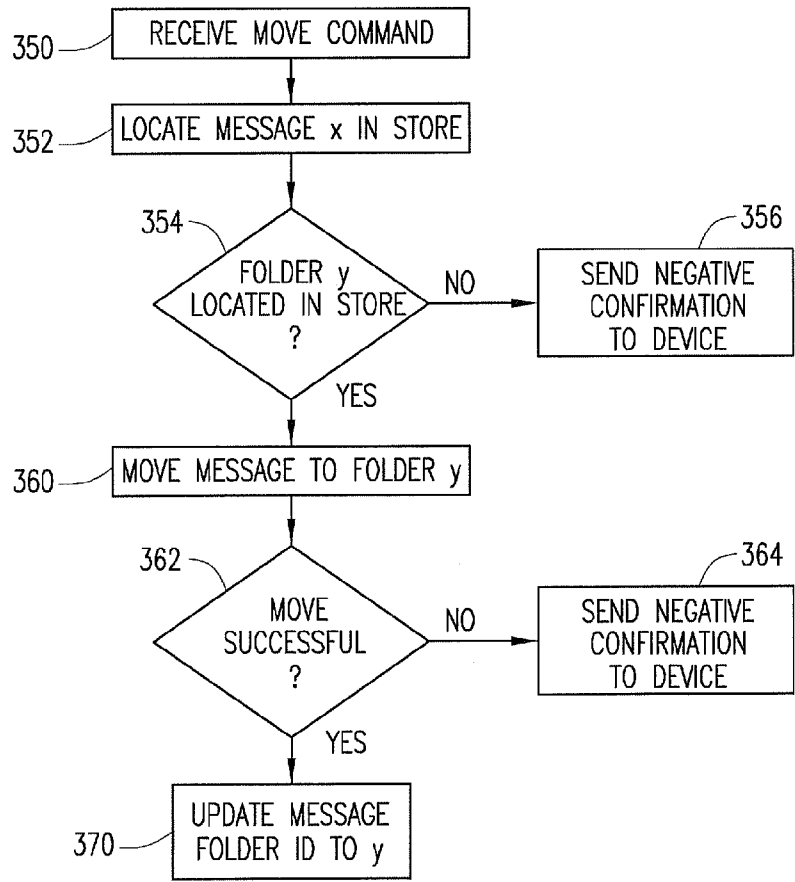 350
RECEIVE MOVE COMMAND
352
LOCATE MESSAGE x IN STORE
354
FOLDER y
LOCATED IN STORE
?
NO
356
SEND NEGATIVE
CONFIRMATION
TO DEVICE
YES
360
MOVE MESSAGE TO FOLDER y
362
MOVE
SUCCESSFUL
?
NO
364
SEND NEGATIVE
CONFIRMATION
TO DEVICE
YES
370
UPDATE MESSAGE
FOLDER ID TO y